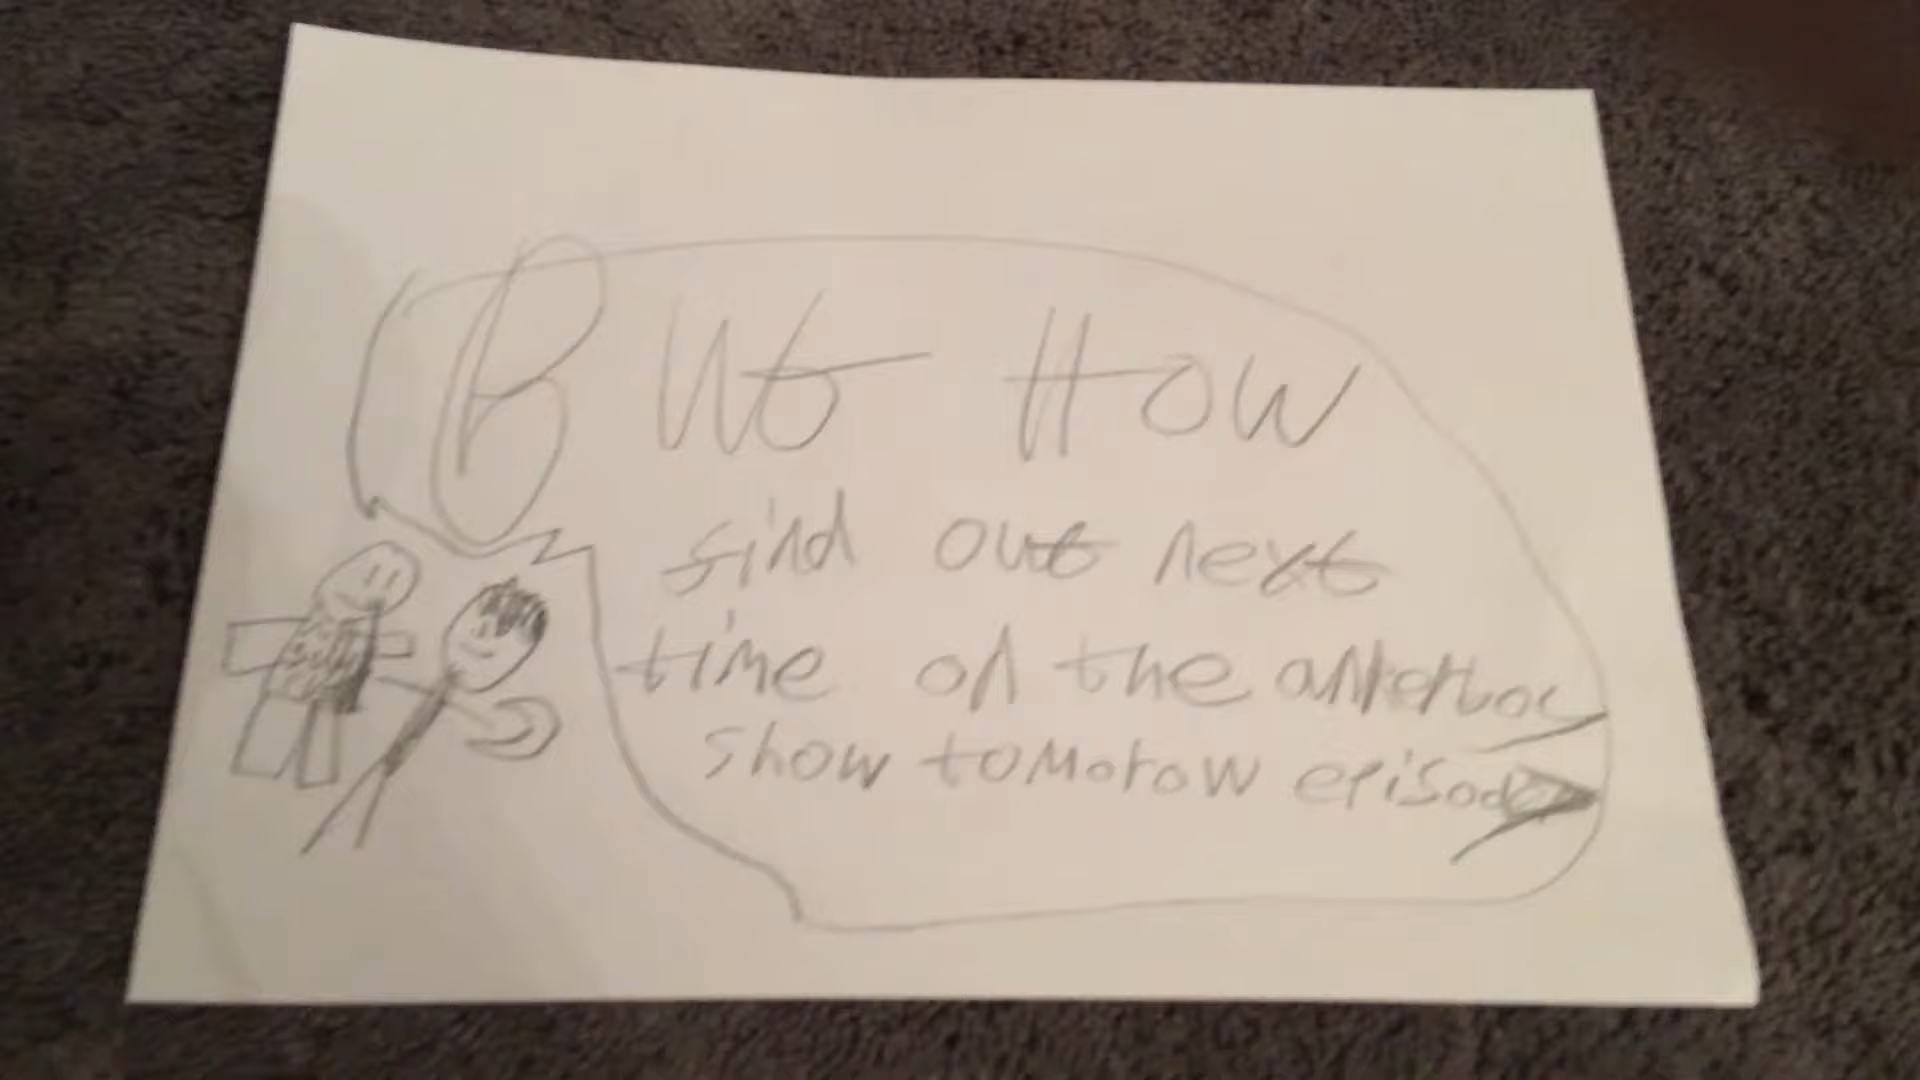 But How
find out next
time on the
show tomorow episode